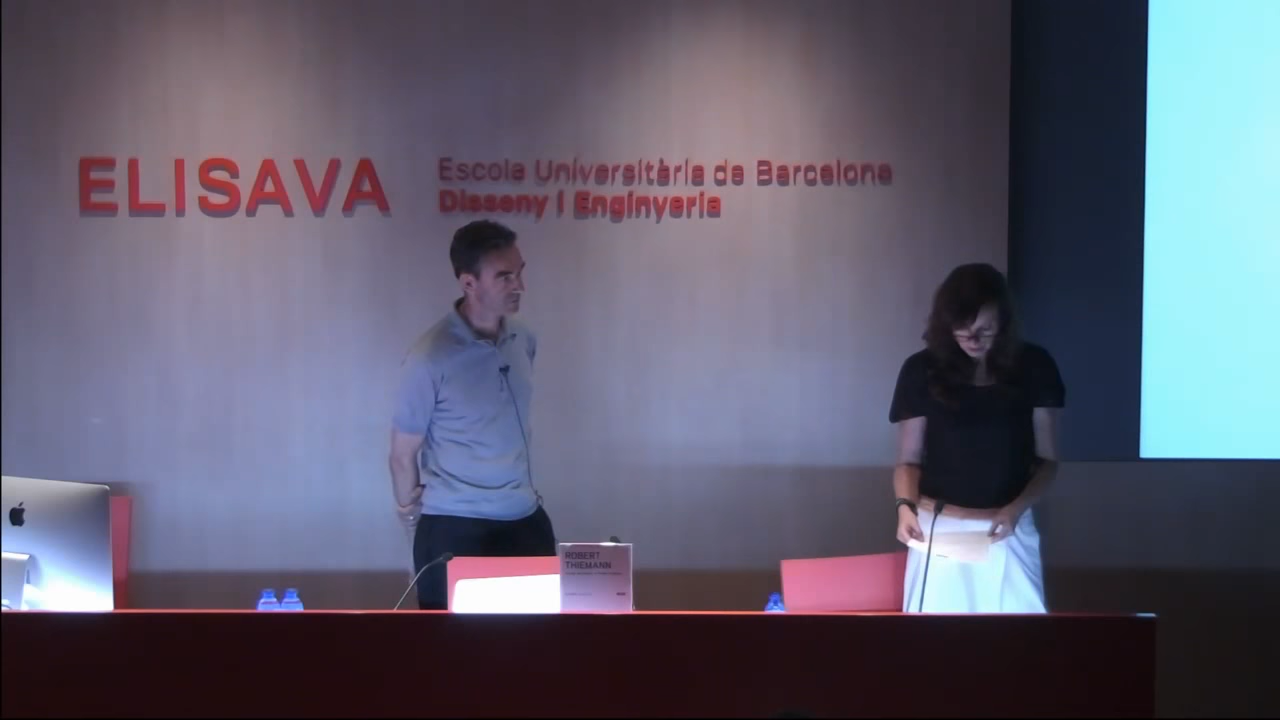 ELISAVA
Escola Universitària de Barcelona
Disseny i Enginyeria
ROBERT
THIEMANN